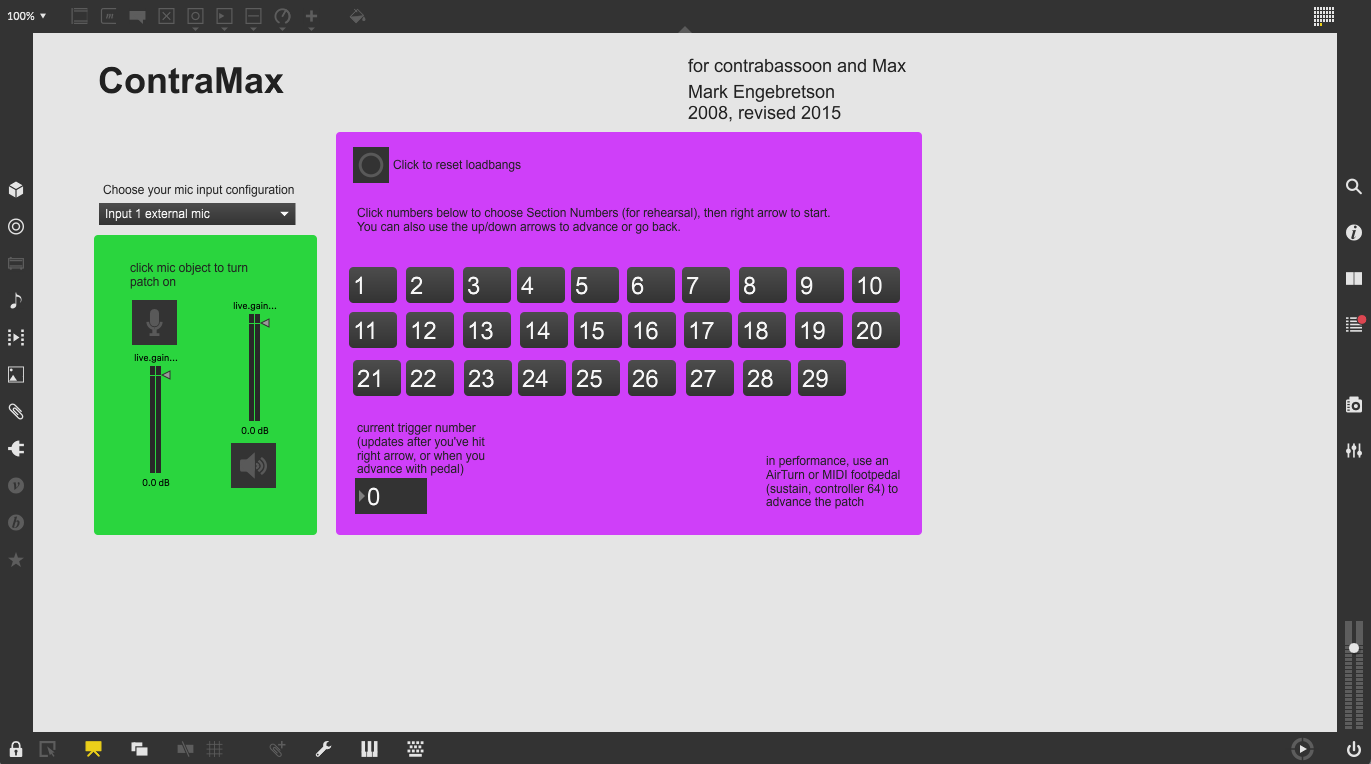 100%
ContraMax
for contrabassoon and Max
Mark Engebretson
2008, revised 2015
Choose your mic input configuration
Input 1 external mic
click mic object to turn
patch on
live.gain...
live.gain...
0.0 dB
0.0 dB
Click to reset loadbangs
Click numbers below to choose Section Numbers (for rehearsal), then right arrow to start.
You can also use the up/down arrows to advance or go back.
1 2 3 4 5 6 7 8 9 10
11 12 13 14 15 16 17 18 19 20
21 22 23 24 25 26 27 28 29
current trigger number
(updates after you've hit
right arrow, or when you
advance with pedal)
0
in performance, use an
AirTurn or MIDI footpedal
(sustain, controller 64) to
advance the patch